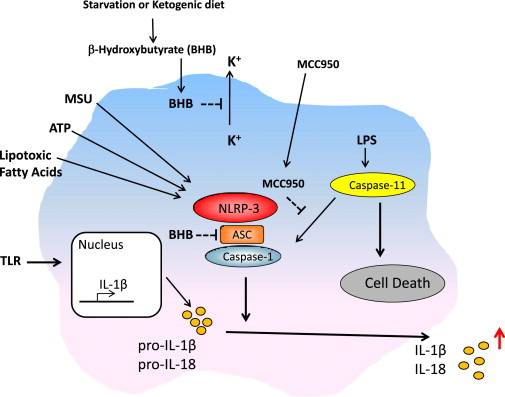 Starvation or Ketogenic diet
β-Hydroxybutyrate (BHB)
K+
MCC950
MSU
BHB
ATP
K+
LPS
Lipotoxic
Fatty Acids
MCC950
Caspase-11
NLRP-3
BHB
ASC
Nucleus
Caspase-1
TLR
IL-1β
Cell Death
pro-IL-1β
pro-IL-18
IL-1β
IL-18